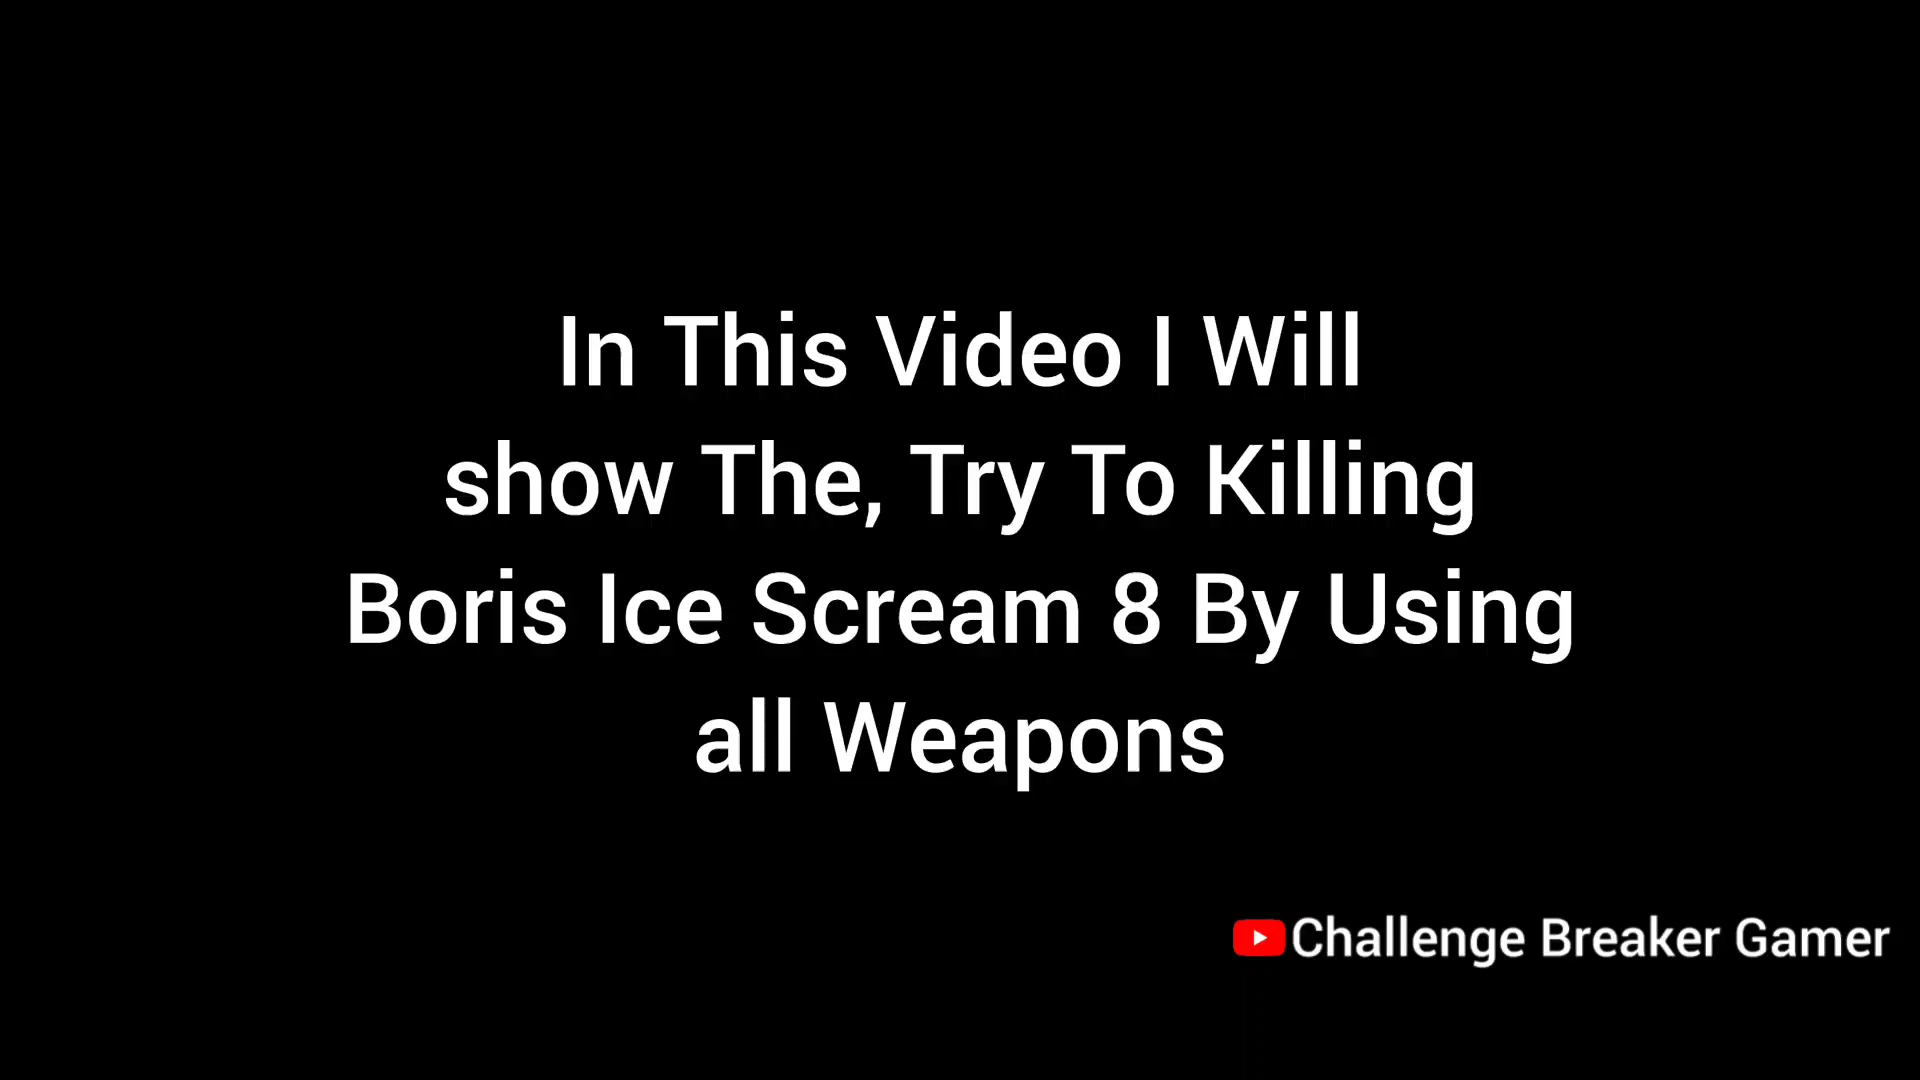 In This Video I Will
show The, Try To Killing
Boris Ice Scream 8 By Using
all Weapons
Challenge Breaker Gamer